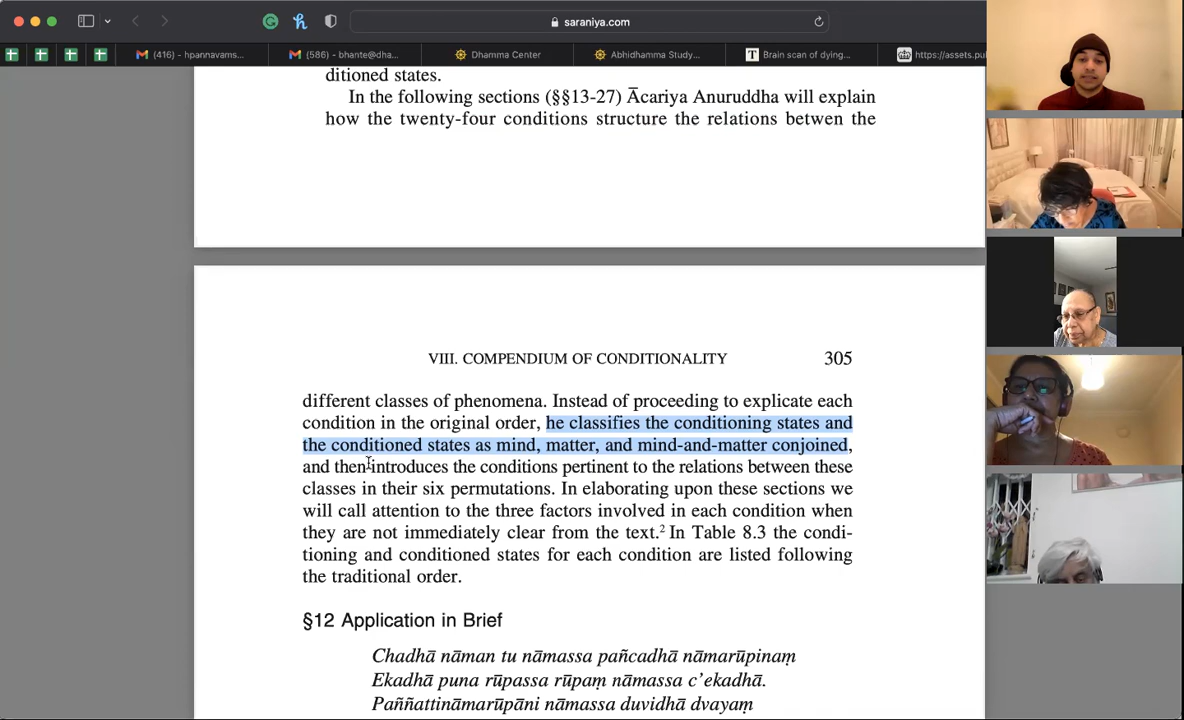 saraniya.com
(416) - hpannavams...
(586) - bhante@dha...
Dhamma Center
Abhidhamma Study...
T
Brain scan of dying...
https://assets.pu
ditioned states.
In the following sections (§§13-27) Ācariya Anuruddha will explain
how the twenty-four conditions structure the relations betwen the
VIII. COMPENDIUM OF CONDITIONALITY 305
different classes of phenomena. Instead of proceeding to explicate each
condition in the original order, he classifies the conditioning states and
the conditioned states as mind, matter, and mind-and-matter conjoined,
and then introduces the conditions pertinent to the relations between these
classes in their six permutations. In elaborating upon these sections we
will call attention to the three factors involved in each condition when
they are not immediately clear from the text.² In Table 8.3 the condi-
tioning and conditioned states for each condition are listed following
the traditional order.
§12 Application in Brief
Chadhā nāman tu nāmassa pañcadhā nāmarūpinaṃ
Ekadhā puna rūpassa rūpaṃ nāmassa c'ekadhā.
Paññattināmarūpāni nāmassa duvidhā dvayaṃ